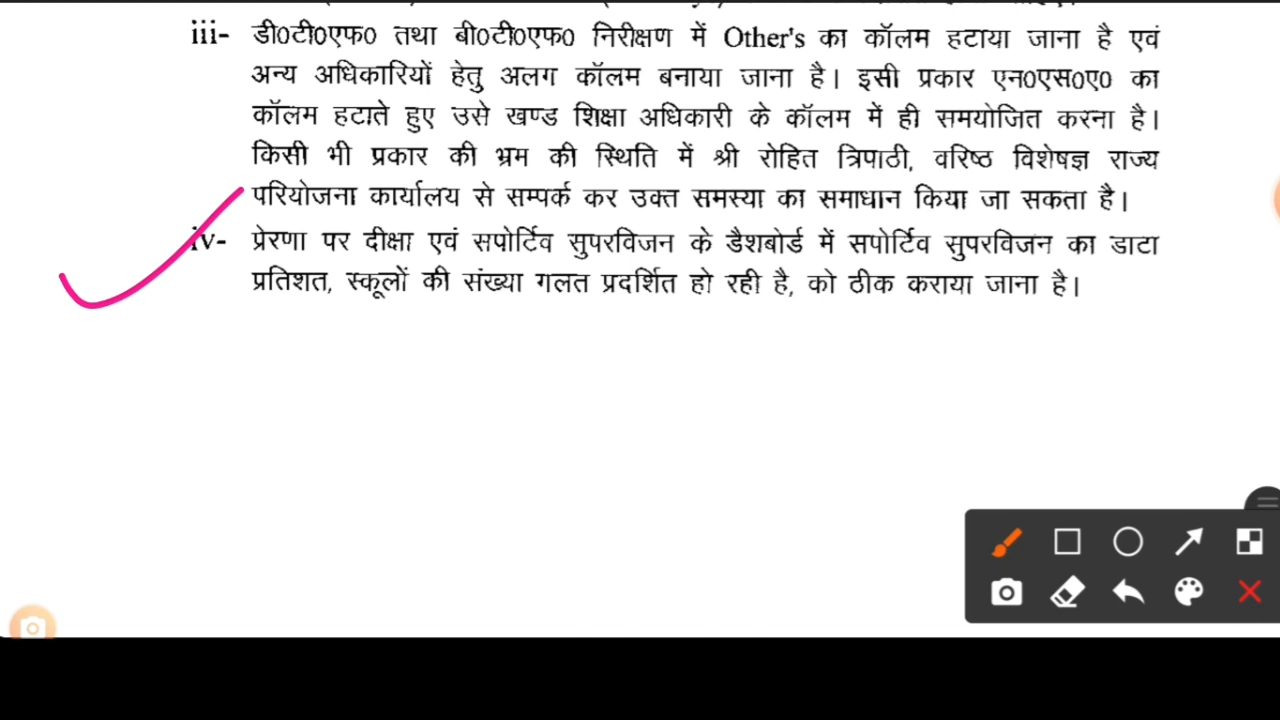 iii- डी0टी0एफ0 तथा बी0टी0एफ0 निरीक्षण में Other's का कॉलम हटाया जाना है एवं
अन्य अधिकारियों हेतु अलग कॉलम बनाया जाना है। इसी प्रकार एन0एस0ए0 का
कॉलम हटाते हुए उसे खण्ड शिक्षा अधिकारी के कॉलम में ही समयोजित करना है।
किसी भी प्रकार की भ्रम की स्थिति में श्री रोहित त्रिपाठी, वरिष्ठ विशेषज्ञ राज्य
परियोजना कार्यालय से सम्पर्क कर उक्त समस्या का समाधान किया जा सकता है।
iv- प्रेरणा पर दीक्षा एवं सपोर्टिव सुपरविजन के डैशबोर्ड में सपोर्टिव सुपरविजन का डाटा
प्रतिशत, स्कूलों की संख्या गलत प्रदर्शित हो रही है, को ठीक कराया जाना है।